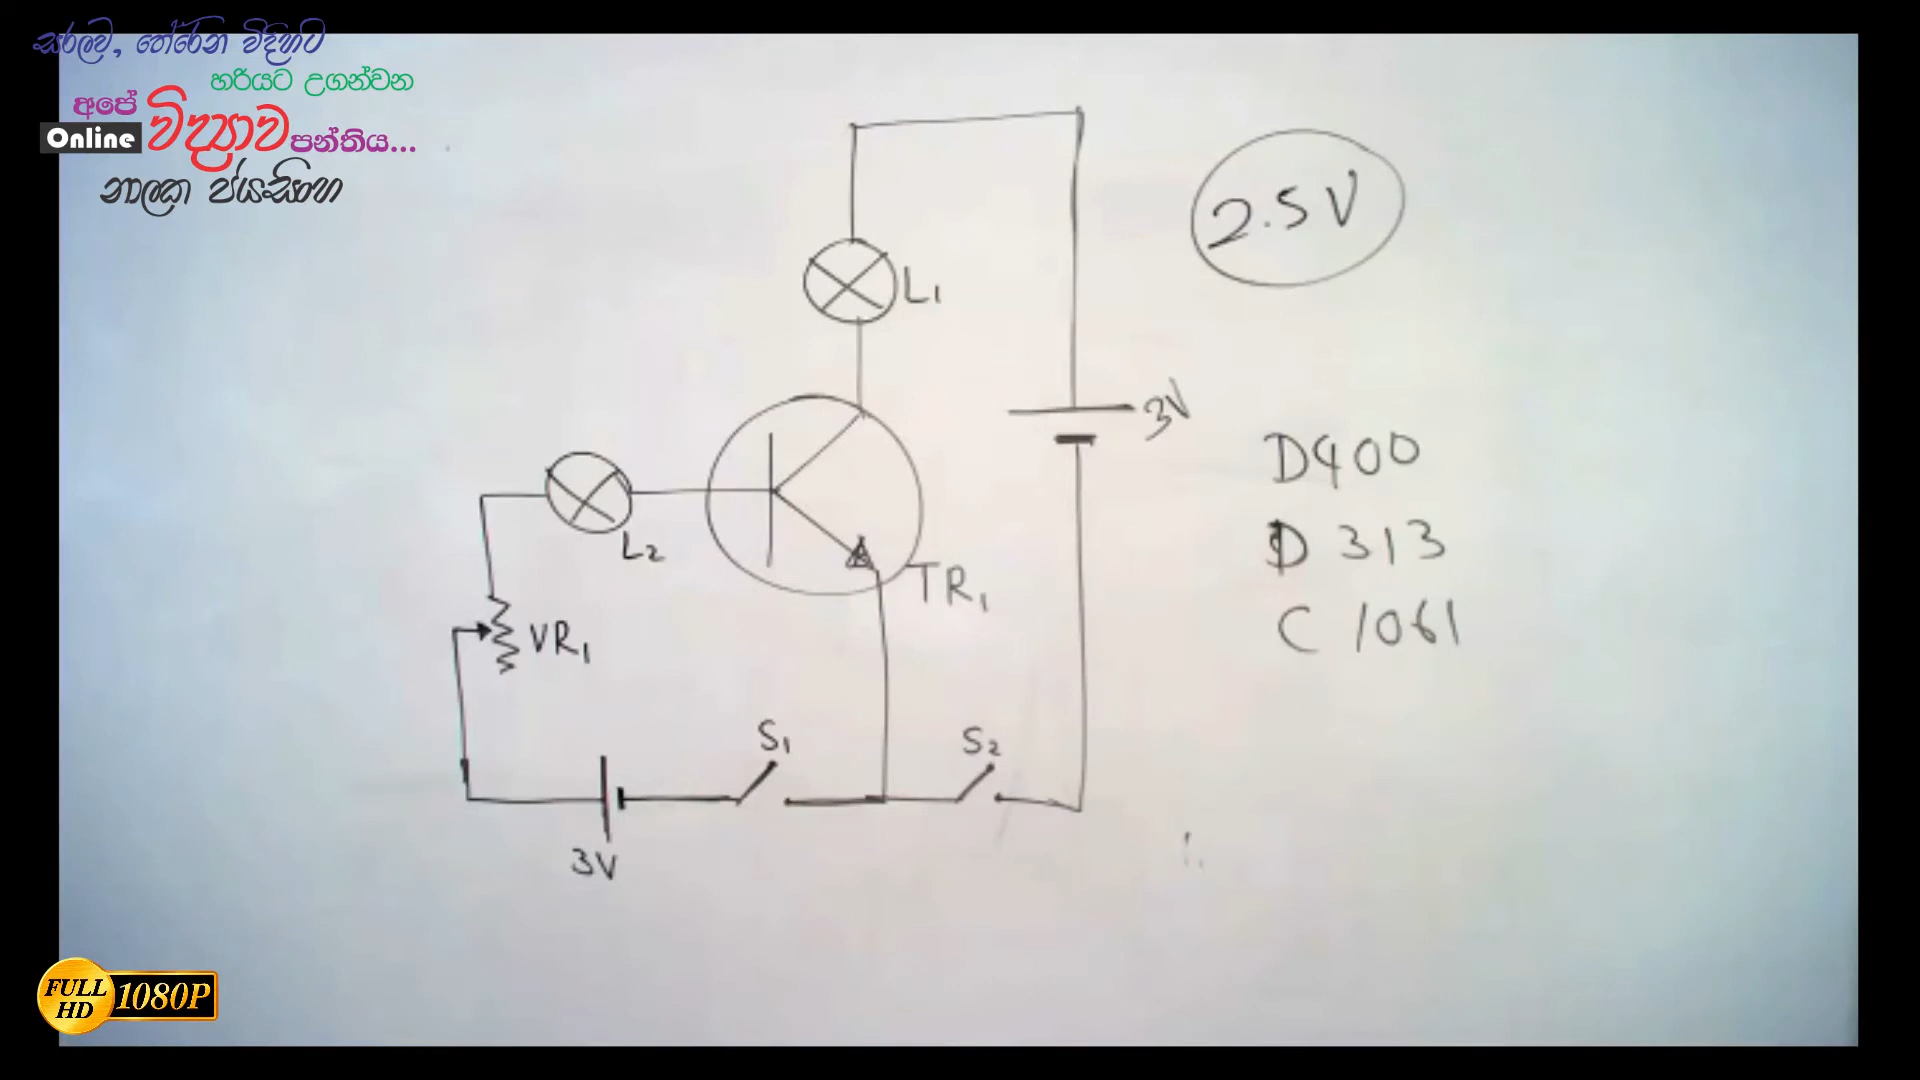 සරලව, තේරෙන විදිහට
හරියට උගන්වන
අපේ
Online විද්‍යාව පන්තිය...
නාලක ජයසිංහ
2.5V
L1
3V
D400
L2
D 313
TR1
C 1061
VR1
S1
S2
3V
FULL HD 1080P